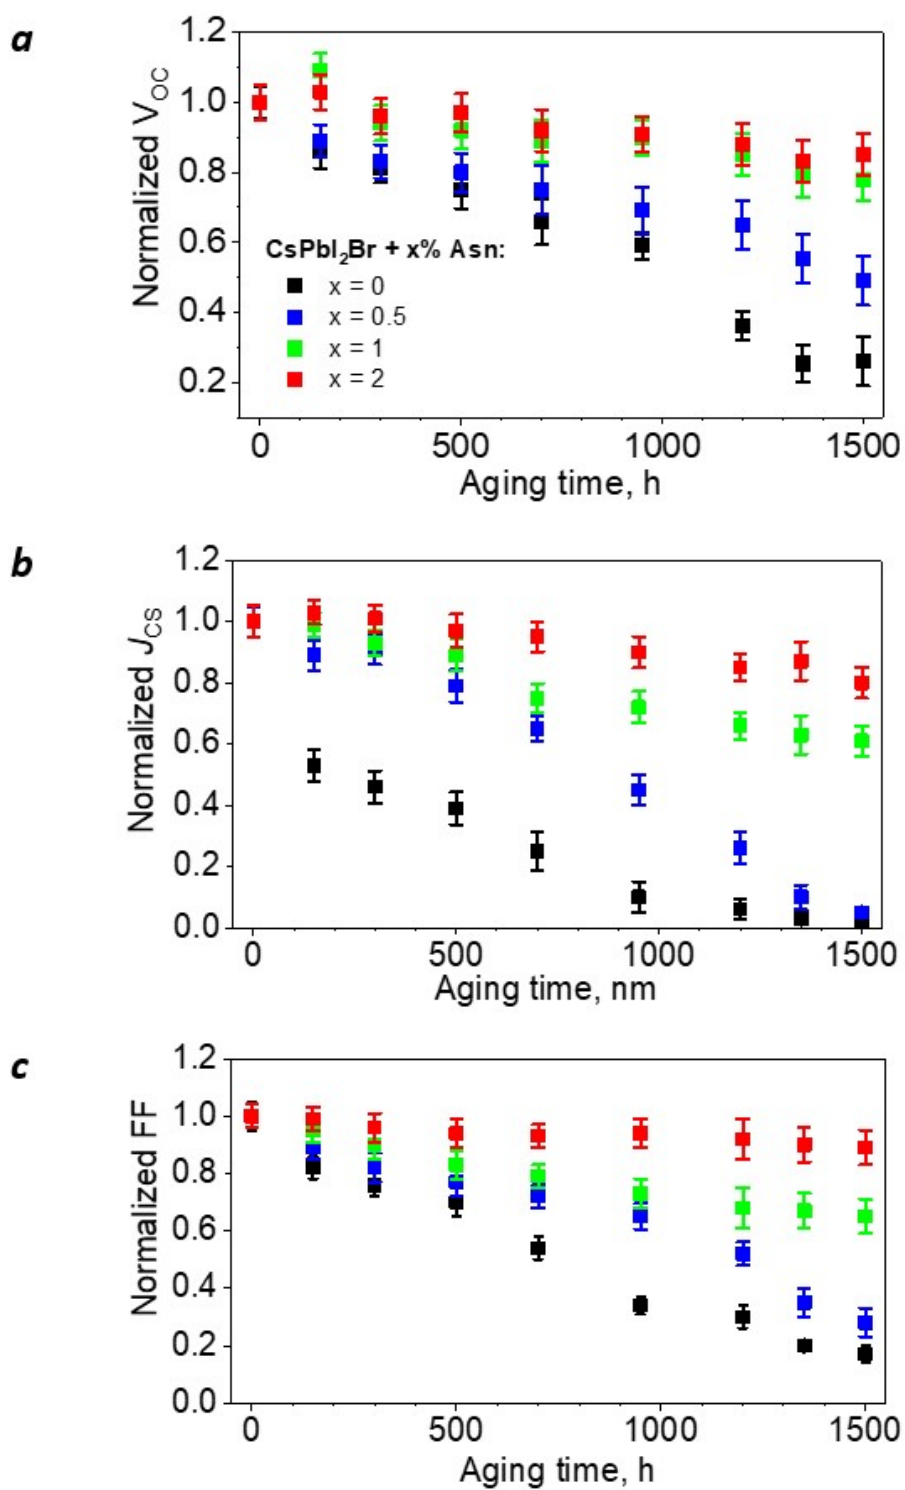 a
1.2
1.0
0.8
0.6
0.4
0.2
Normalized V_OC
CsPbI₂Br + x% Asn:
x = 0
x = 0.5
x = 1
x = 2
0 500 1000 1500
Aging time, h
b
1.2
1.0
0.8
0.6
0.4
0.2
0.0
Normalized J_CS
0 500 1000 1500
Aging time, nm
c
1.2
1.0
0.8
0.6
0.4
0.2
0.0
Normalized FF
0 500 1000 1500
Aging time, h